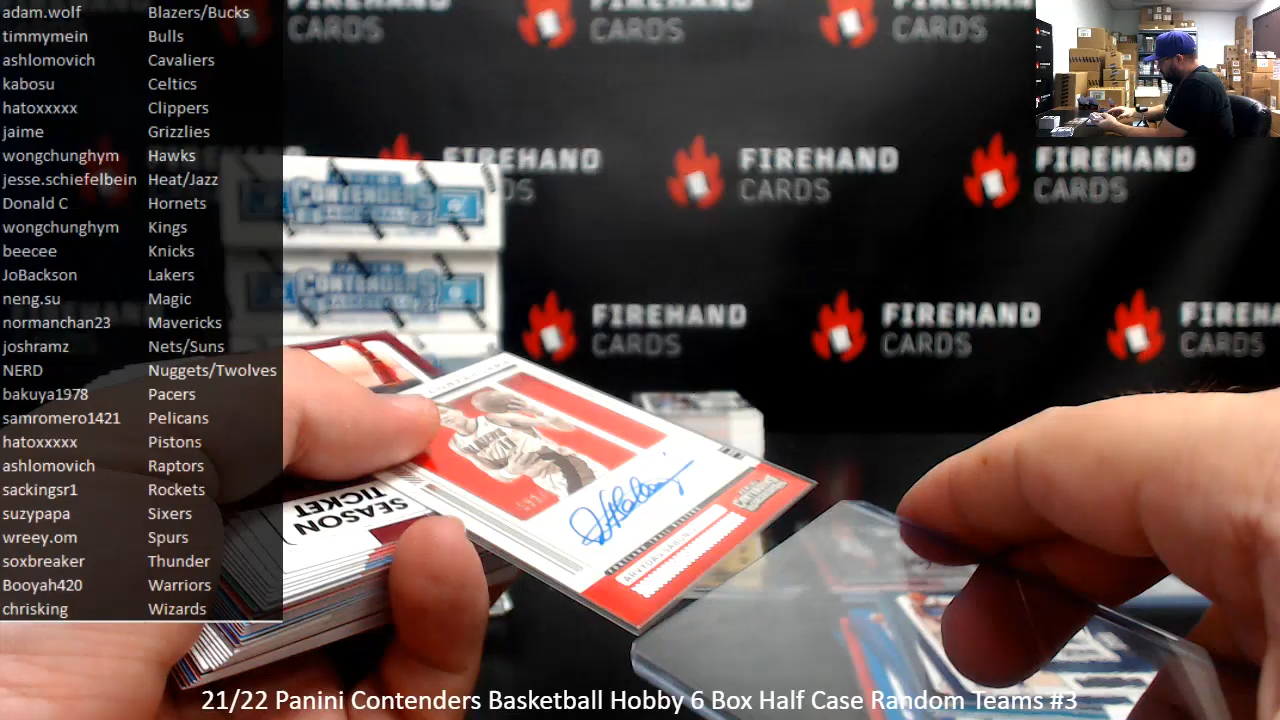 adam.wolf Blazers/Bucks
timmymein Bulls
ashlomovich Cavaliers
kabosu Celtics
hatoxxxxx Clippers
jaime Grizzlies
wongchunghym Hawks
jesse.schiefelbein Heat/Jazz
Donald C Hornets
wongchunghym Kings
beecee Knicks
JoBackson Lakers
neng.su Magic
normanchan23 Mavericks
joshramz Nets/Suns
NERD Nuggets/Twolves
bakuya1978 Pacers
samromero1421 Pelicans
hatoxxxxx Pistons
ashlomovich Raptors
sackingsr1 Rockets
suzypapa Sixers
wreey.om Spurs
soxbreaker Thunder
Booyah420 Warriors
chrisking Wizards
CARDS
CARDS
CARDS
FIREHAND
CARDS
FIREHAND
CARDS
FIREHAND
CARDS
FIREHAND
CARDS
FIREHAND
CARDS
FIREH
CARDS
CONTENDERS
CONTENDERS
SEASON
TICKET
21/22 Panini Contenders Basketball Hobby 6 Box Half Case Random Teams #3